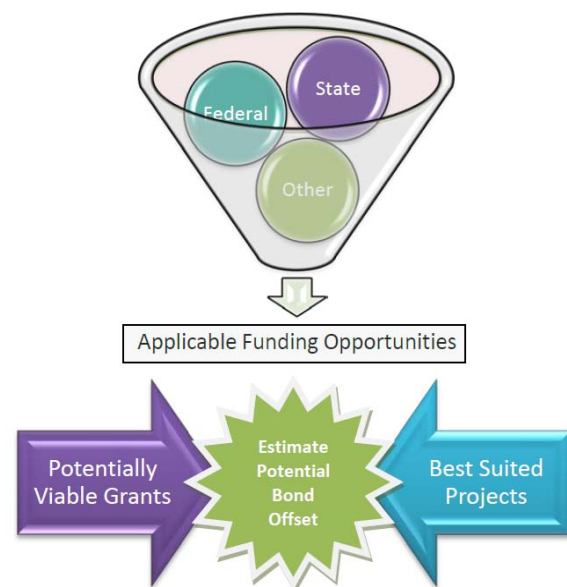 State
Federal
Other
Applicable Funding Opportunities
Potentially
Viable Grants
Estimate
Potential
Bond
Offset
Best Suited
Projects